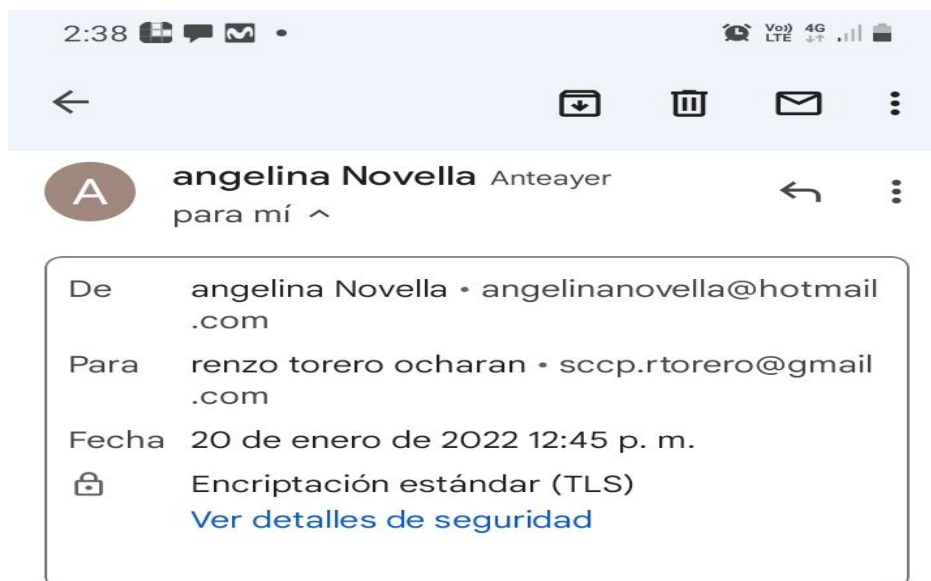 2:38 Vo)) LTE 4G
A angelina Novella Anteayer
para mí
De angelina Novella • angelinanovella@hotmail
.com
Para renzo torero ocharan • sccp.rtorero@gmail
.com
Fecha 20 de enero de 2022 12:45 p. m.
Encriptación estándar (TLS)
Ver detalles de seguridad